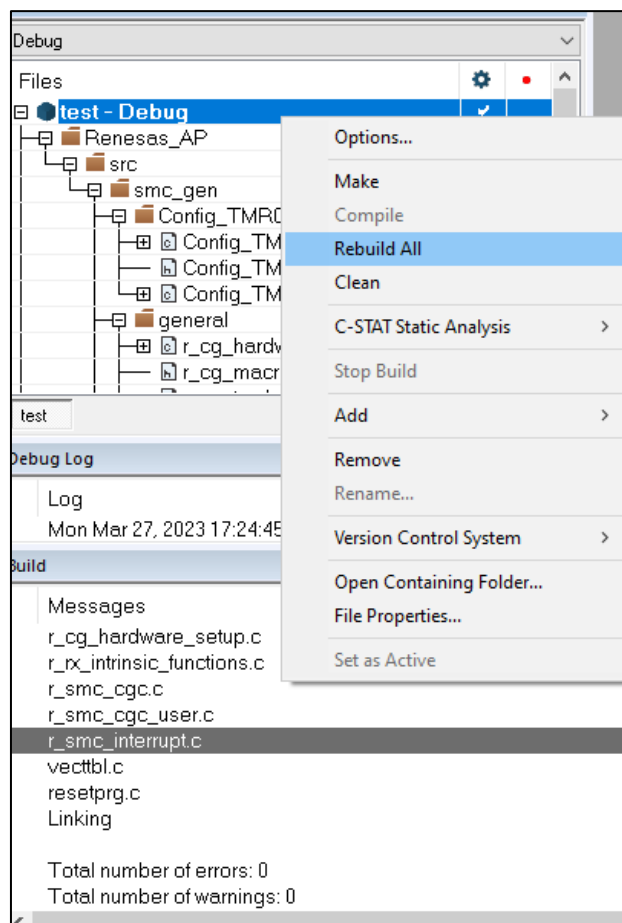 Debug
Files
test - Debug
Renesas_AP
src
smc_gen
Config_TMR0
Config_TM
Config_TM
Config_TM
general
r_cg_hardw
r_cg_macr
Options...
Make
Compile
Rebuild All
Clean
C-STAT Static Analysis
Stop Build
Add
Remove
Rename...
Version Control System
Open Containing Folder...
File Properties...
Set as Active
test
Debug Log
Log
Mon Mar 27, 2023 17:24:45
Build
Messages
r_cg_hardware_setup.c
r_rx_intrinsic_functions.c
r_smc_cgc.c
r_smc_cgc_user.c
r_smc_interrupt.c
vecttbl.c
resetprg.c
Linking
Total number of errors: 0
Total number of warnings: 0